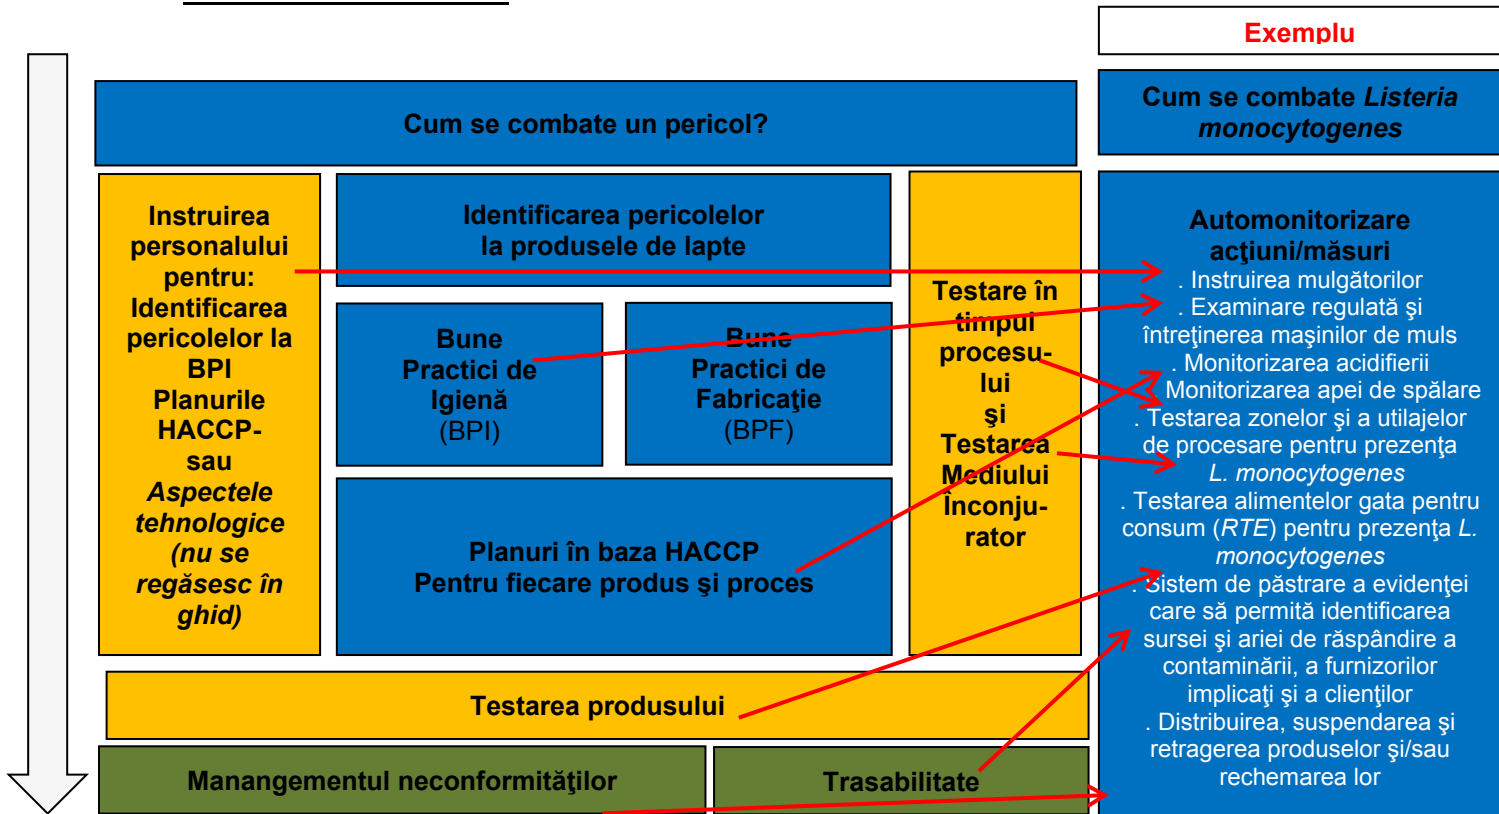 Exemplu
Cum se combate un pericol?
Cum se combate Listeria
monocytogenes
Instruirea
personalului
pentru:
Identificarea
pericolelor la
BPI
Planurile
HACCP-
sau
Aspectele
tehnologice
(nu se
regăsesc în
ghid)
Identificarea pericolelor
la produsele de lapte
Bune
Practici de
Igienă
(BPI)
Bune
Practici de
Fabricaţie
(BPF)
Planuri în baza HACCP
Pentru fiecare produs şi proces
Testare în
timpul
procesu-
lui
şi
Testarea
Mediului
Înconju-
rator
Testarea produsului
Manangementul neconformităţilor
Trasabilitate
Automonitorizare
acţiuni/măsuri
. Instruirea mulgătorilor
. Examinare regulată şi
întreţinerea maşinilor de muls
. Monitorizarea acidifierii
Monitorizarea apei de spălare
. Testarea zonelor şi a utilajelor
de procesare pentru prezenţa
L. monocytogenes
. Testarea alimentelor gata pentru
consum (RTE) pentru prezenţa L.
monocytogenes
. Sistem de păstrare a evidenţei
care să permită identificarea
sursei şi ariei de răspândire a
contaminării, a furnizorilor
implicaţi şi a clienţilor
. Distribuirea, suspendarea şi
retragerea produselor şi/sau
rechemarea lor